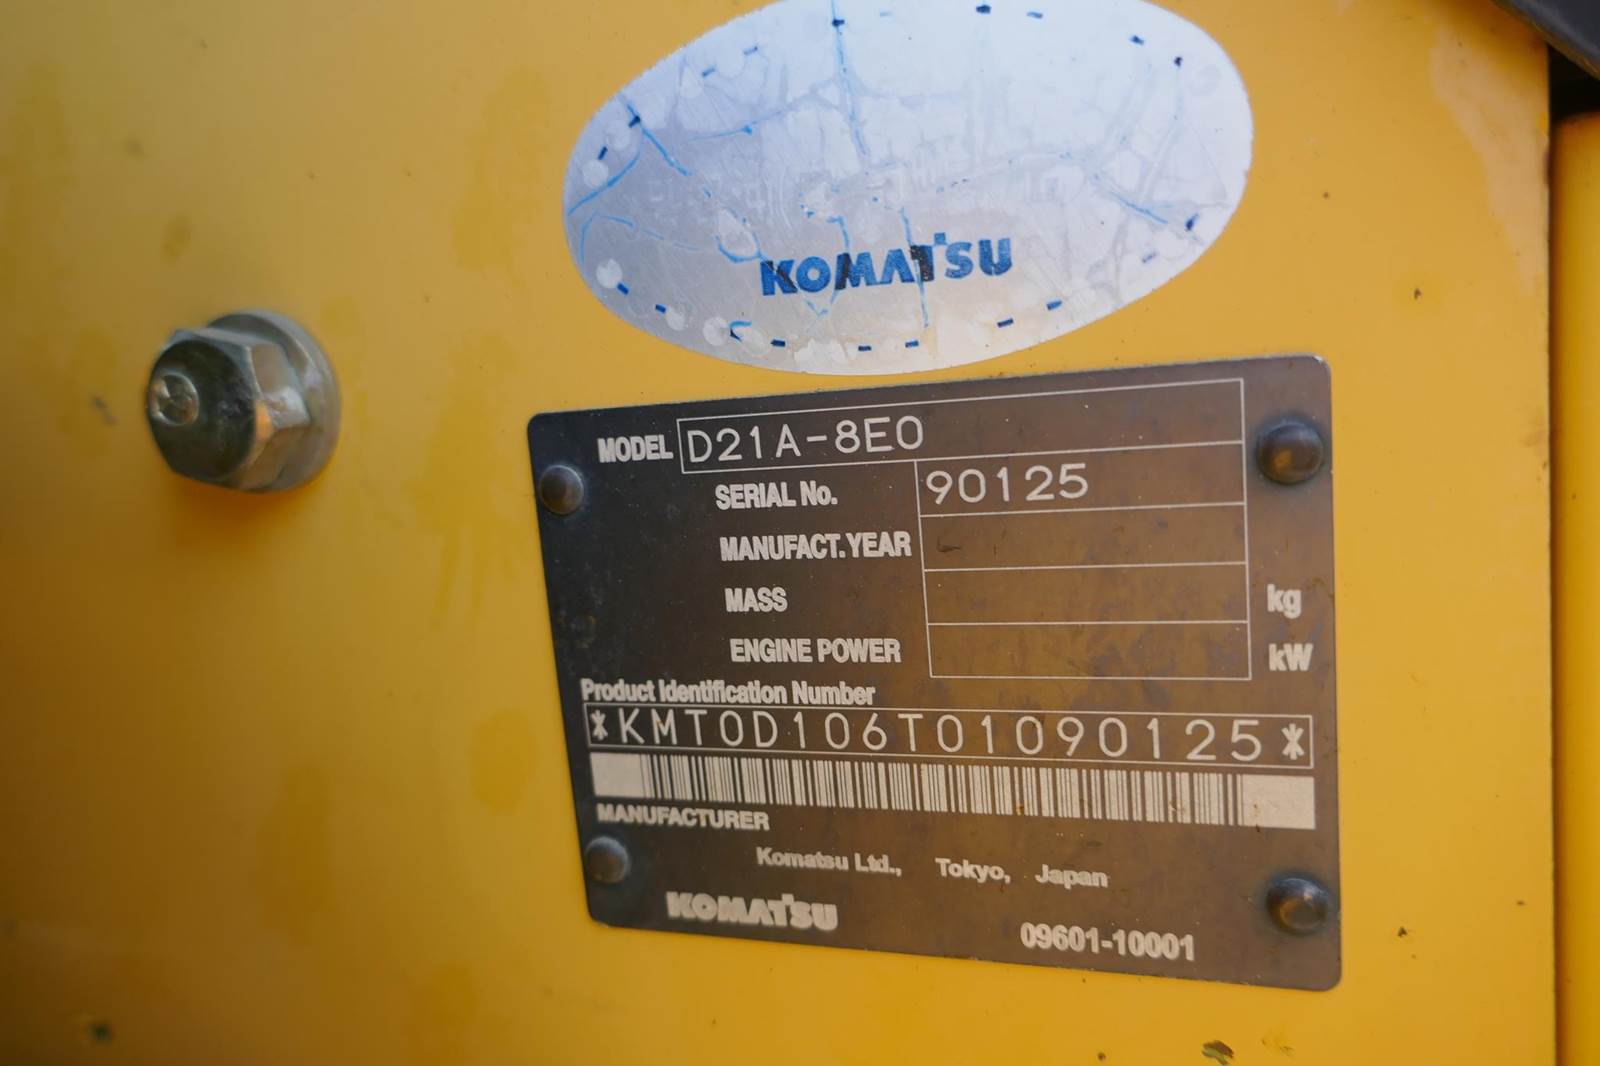 KOMATSU
MODEL D21A-8E0
SERIAL No. 90125
MANUFACT. YEAR
MASS kg
ENGINE POWER kW
Product Identification Number
*KMT0D106T01090125*
MANUFACTURER
Komatsu Ltd., Tokyo, Japan
KOMATSU
09601-10001